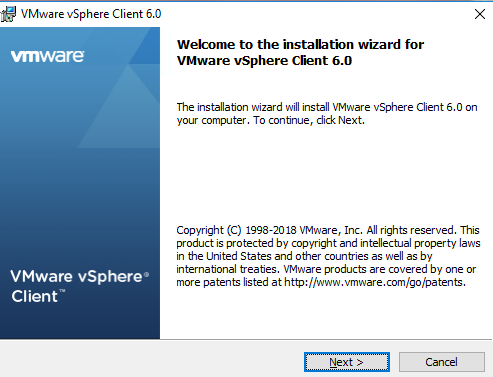 VMware vSphere Client 6.0
vmware
Welcome to the installation wizard for
VMware vSphere Client 6.0
The installation wizard will install VMware vSphere Client 6.0 on
your computer. To continue, click Next.
Copyright (C) 1998-2018 VMware, Inc. All rights reserved. This
product is protected by copyright and intellectual property laws
in the United States and other countries as well as by
international treaties. VMware products are covered by one or
more patents listed at http://www.vmware.com/go/patents.
VMware vSphere®
Client™
Next >
Cancel